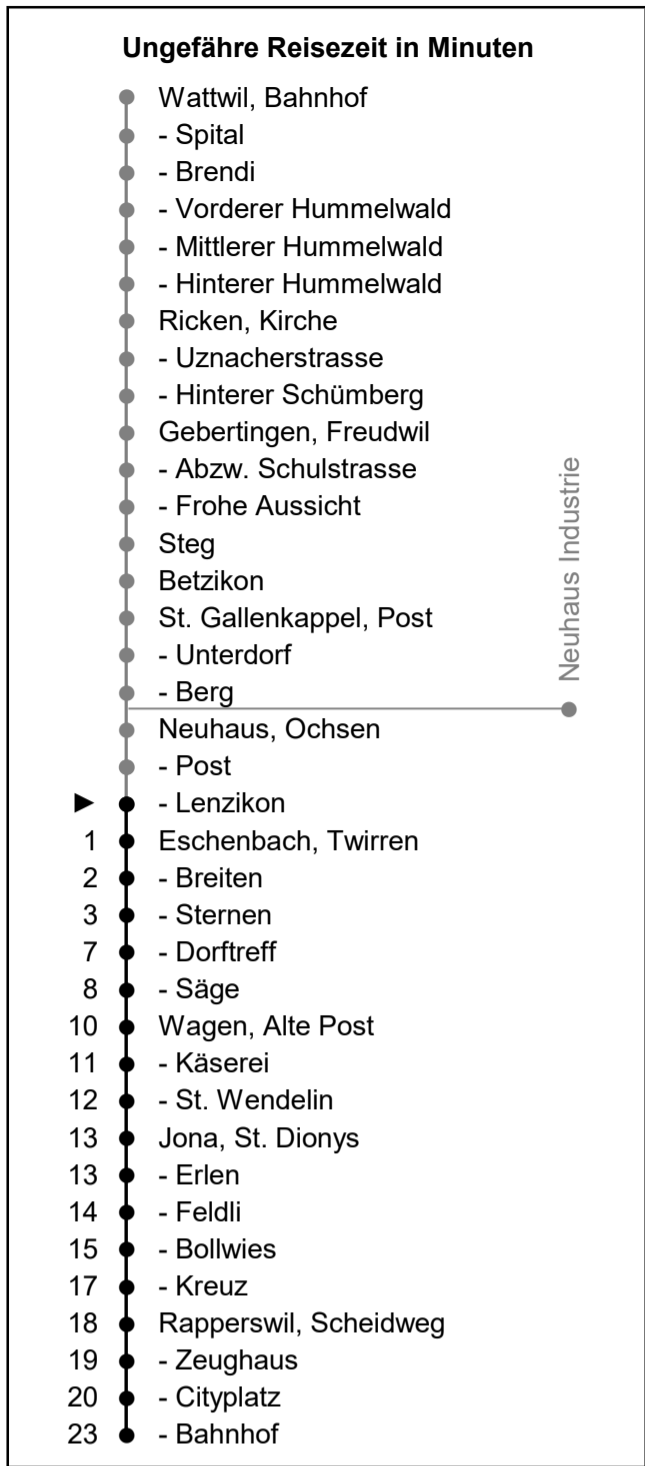 Ungefähre Reisezeit in Minuten
Wattwil, Bahnhof
- Spital
- Brendi
- Vorderer Hummelwald
- Mittlerer Hummelwald
- Hinterer Hummelwald
Ricken, Kirche
- Uznacherstrasse
- Hinterer Schümberg
Gebertingen, Freudwil
- Abzw. Schulstrasse
- Frohe Aussicht
Steg
Betzikon
St. Gallenkappel, Post
- Unterdorf
- Berg
Neuhaus Industrie
Neuhaus, Ochsen
- Post
► - Lenzikon
1 Eschenbach, Twirren
2 - Breiten
3 - Sternen
7 - Dorftreff
8 - Säge
10 Wagen, Alte Post
11 - Käserei
12 - St. Wendelin
13 Jona, St. Dionys
13 - Erlen
14 - Feldli
15 - Bollwies
17 - Kreuz
18 Rapperswil, Scheidweg
19 - Zeughaus
20 - Cityplatz
23 - Bahnhof